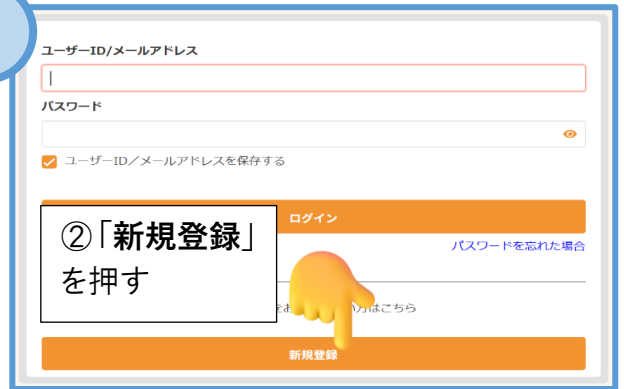 ユーザーID/メールアドレス
パスワード
ユーザーID／メールアドレスを保存する
ログイン
②「新規登録」
を押す
パスワードを忘れた場合
方はこちら
新規登録